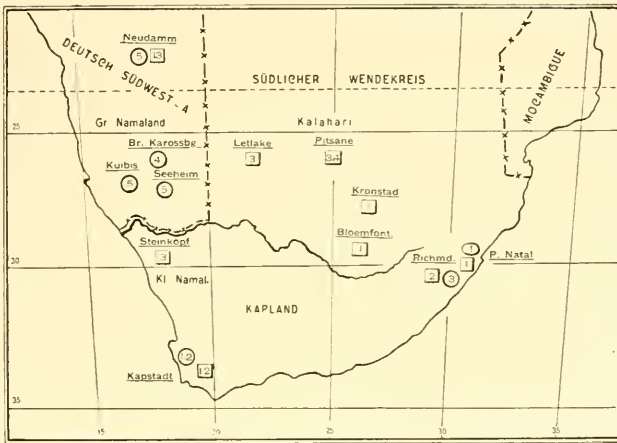 Neudamm
5 13
DEUTSCH SÜDWEST-A
SÜDLICHER WENDEKREIS
MOÇAMBIQUE
Gr Namaland
Kalahari
25
Br. Karossbg.
4
Letlake
3
Pitsane
Kuibis
5
Seeheim
5
Kronstad
Steinkopf
3
Bloemfont.
1
1
P. Natal
1
Richmd.
2 3
30
Kl Namal.
KAPLAND
12
12
Kapstadt
35
15 20 25 30 35